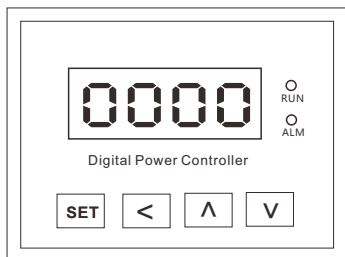 0000
RUN
ALM
Digital Power Controller
SET < ∧ ∨